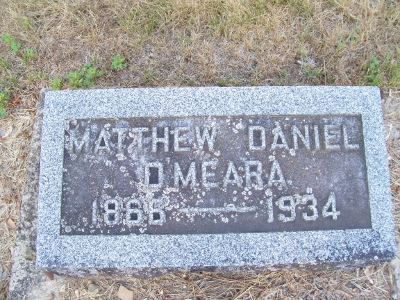 MATTHEW DANIEL
O'MEARA
1866 — 1934